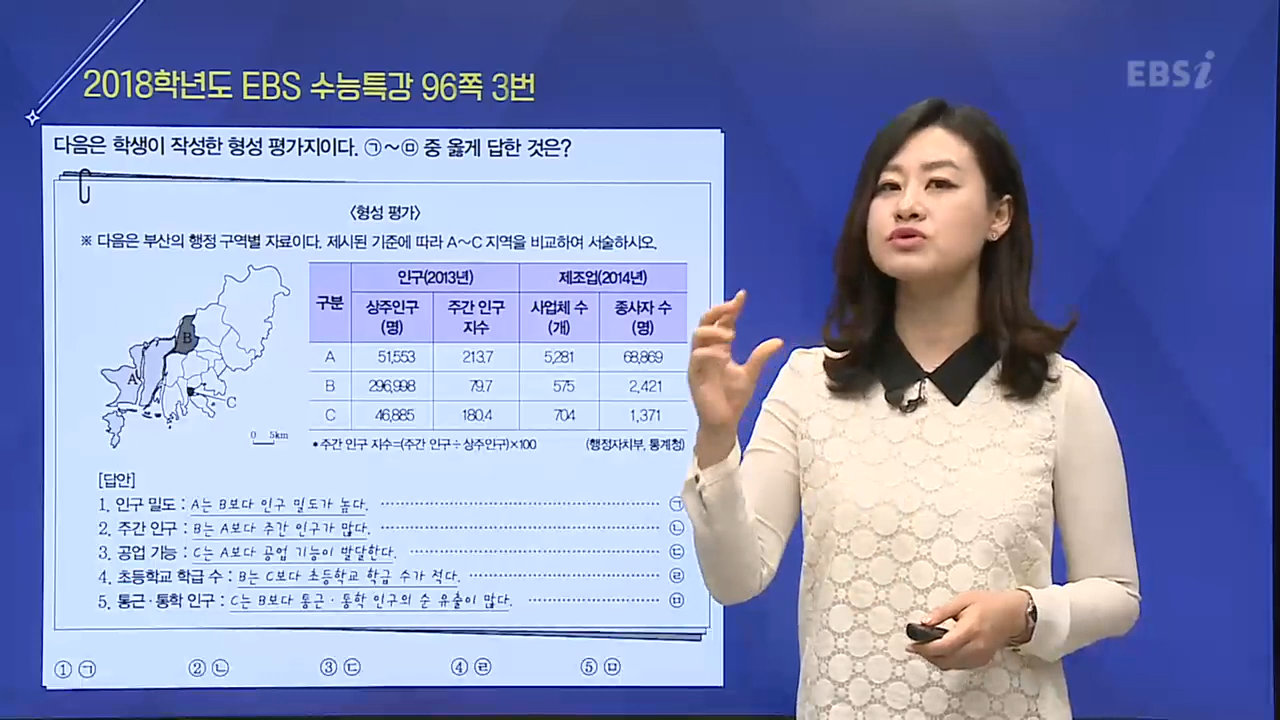 2018학년도 EBS 수능특강 96쪽 3번
EBSi
다음은 학생이 작성한 형성 평가지이다. ㉠~㉤ 중 옳게 답한 것은?
<형성 평가>
※ 다음은 부산의 행정 구역별 자료이다. 제시된 기준에 따라 A~C 지역을 비교하여 서술하시오.
A
B
C
0 5km
구분 인구(2013년) 제조업(2014년)
상주인구(명) 주간 인구 지수 사업체 수(개) 종사자 수(명)
A 51,553 213.7 5,281 68,869
B 296,998 79.7 575 2,421
C 46,885 180.4 704 1,371
* 주간 인구 지수=(주간 인구÷상주인구)×100 (행정자치부, 통계청)
[답안]
1. 인구 밀도 : A는 B보다 인구 밀도가 높다. ㉠
2. 주간 인구 : B는 A보다 주간 인구가 많다. ㉡
3. 공업 기능 : C는 A보다 공업 기능이 발달한다. ㉢
4. 초등학교 학급 수 : B는 C보다 초등학교 학급 수가 적다. ㉣
5. 통근·통학 인구 : C는 B보다 통근·통학 인구의 순 유출이 많다. ㉤
① ㉠ ② ㉡ ③ ㉢ ④ ㉣ ⑤ ㉤